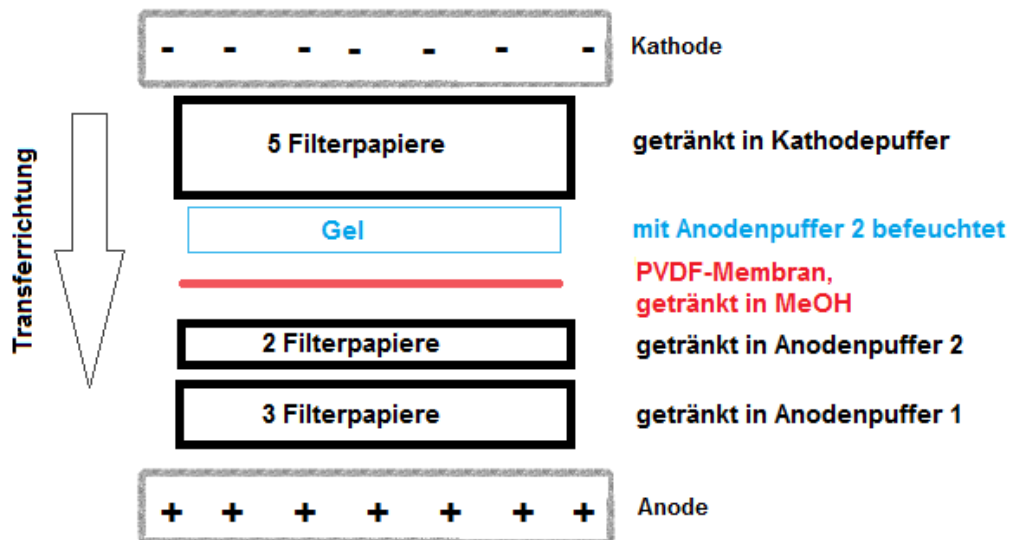 - - - - - - -
Kathode
Transferrichtung
5 Filterpapiere
getränkt in Kathodepuffer
Gel
mit Anodenpuffer 2 befeuchtet
PVDF-Membran,
getränkt in MeOH
2 Filterpapiere
getränkt in Anodenpuffer 2
3 Filterpapiere
getränkt in Anodenpuffer 1
+ + + + + + +
Anode